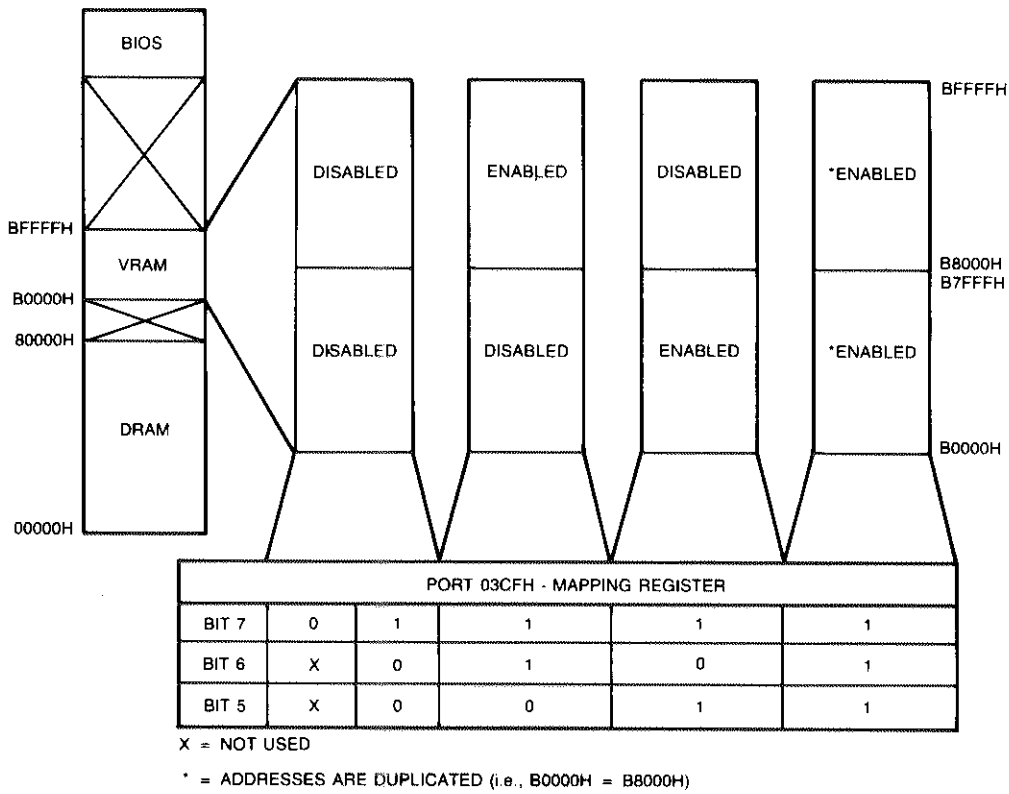 BIOS
BFFFFH
VRAM
B0000H
80000H
DRAM
00000H
DISABLED
ENABLED
DISABLED
*ENABLED
DISABLED
DISABLED
ENABLED
*ENABLED
BFFFFH
B8000H
B7FFFH
B0000H
PORT 03CFH - MAPPING REGISTER
BIT 7 0 1 1 1 1
BIT 6 X 0 1 0 1
BIT 5 X 0 0 1 1
X = NOT USED
* = ADDRESSES ARE DUPLICATED (i.e., B0000H = B8000H)